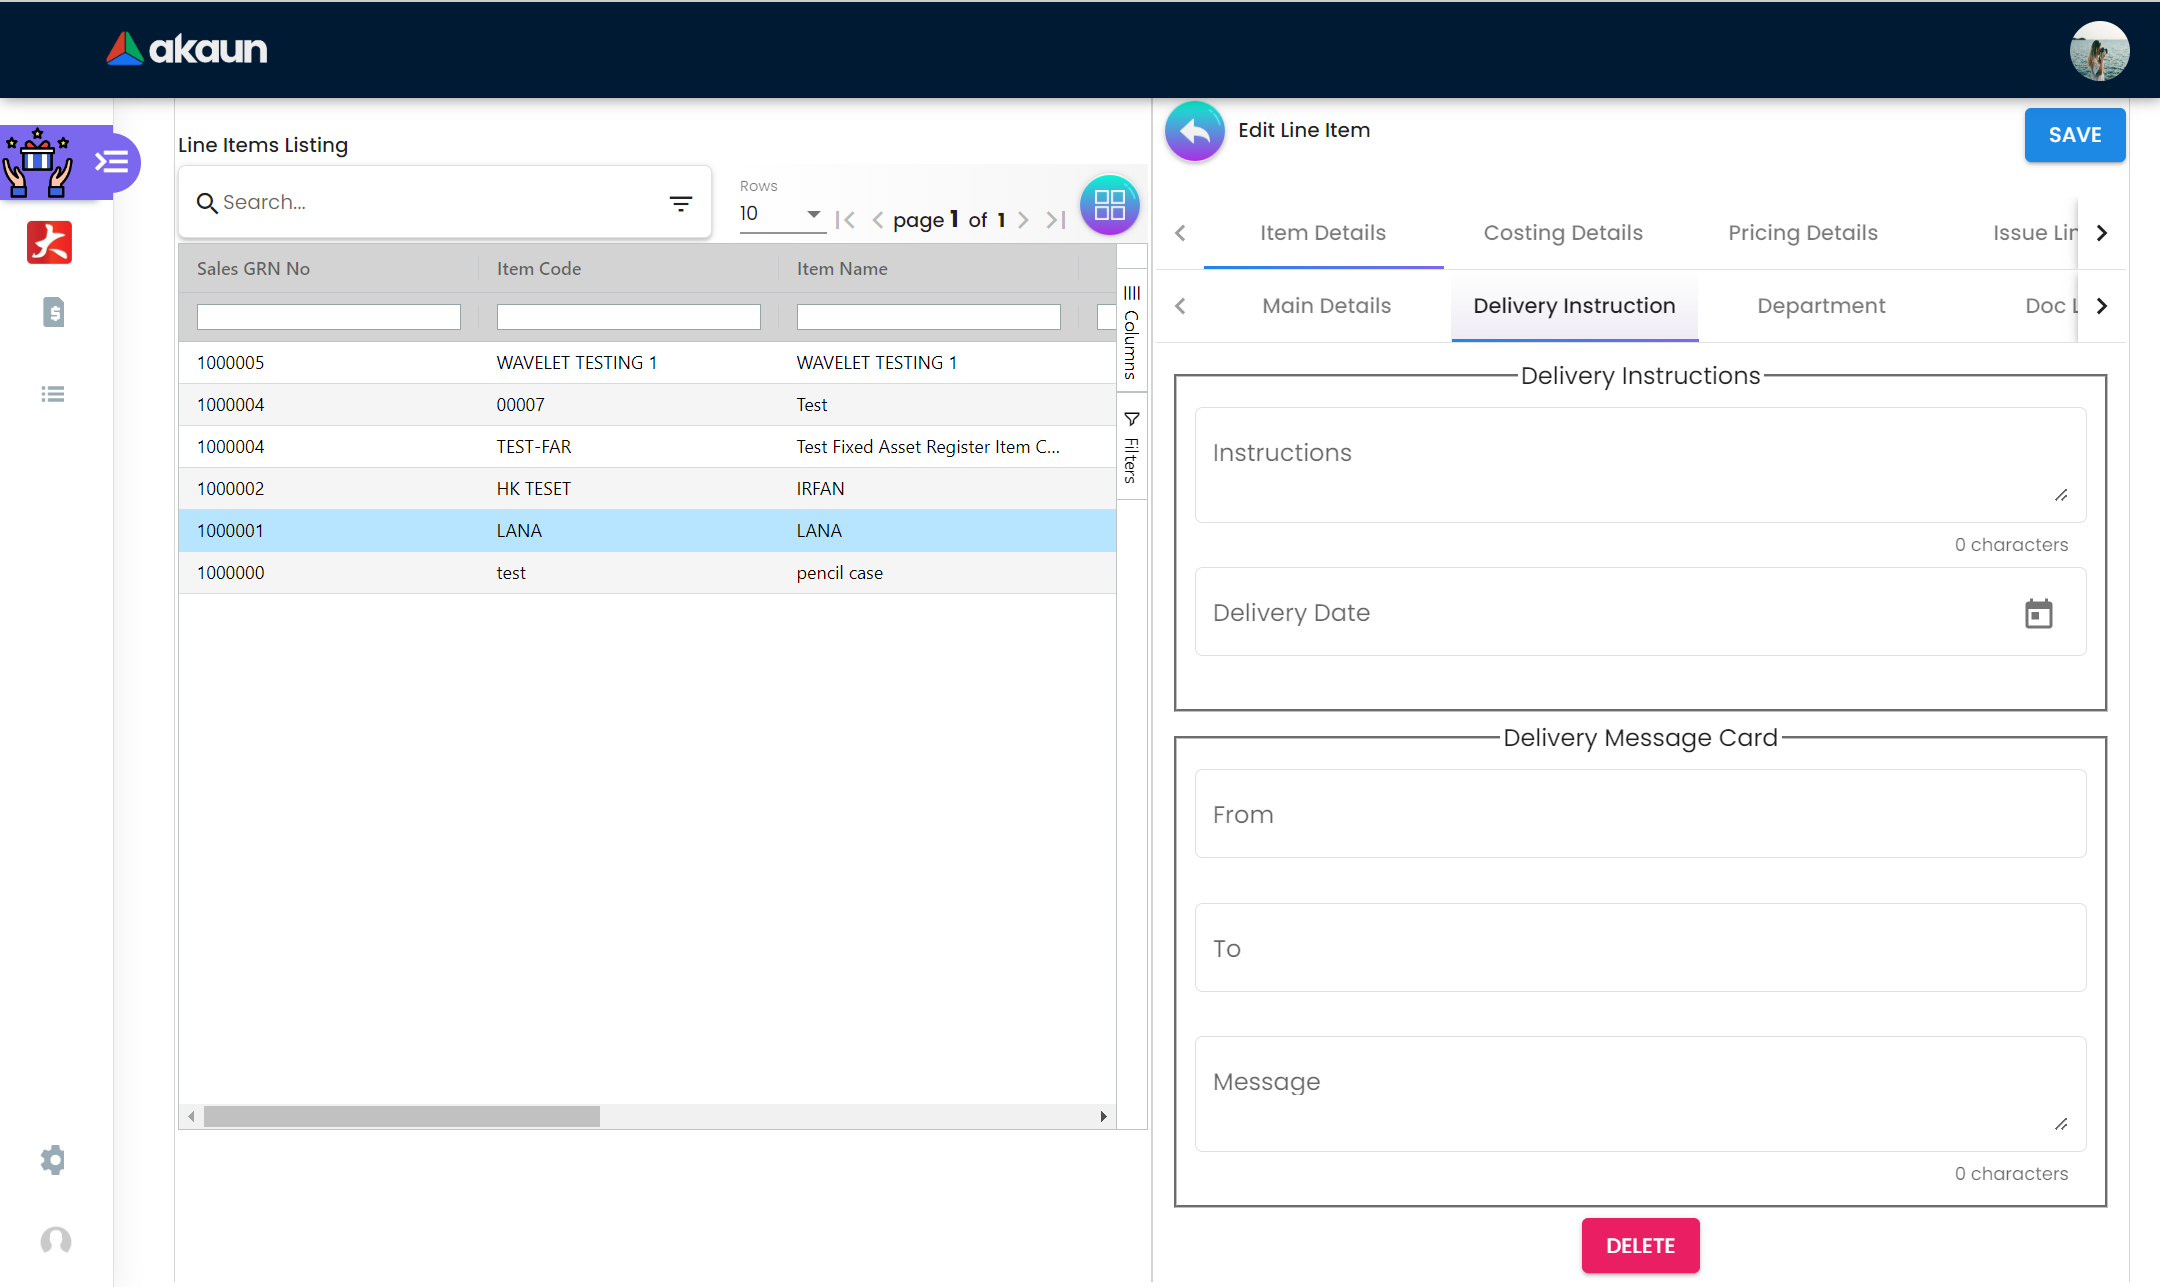 akaun
Line Items Listing
Search...
Rows
10
page 1 of 1
Sales GRN No Item Code Item Name
1000005 WAVELET TESTING 1 WAVELET TESTING 1
1000004 00007 Test
1000004 TEST-FAR Test Fixed Asset Register Item C...
1000002 HK TESET IRFAN
1000001 LANA LANA
1000000 test pencil case
Columns
Filters
Edit Line Item
SAVE
Item Details Costing Details Pricing Details Issue Lin
Main Details Delivery Instruction Department Doc L
Delivery Instructions
Instructions
0 characters
Delivery Date
Delivery Message Card
From
To
Message
0 characters
DELETE